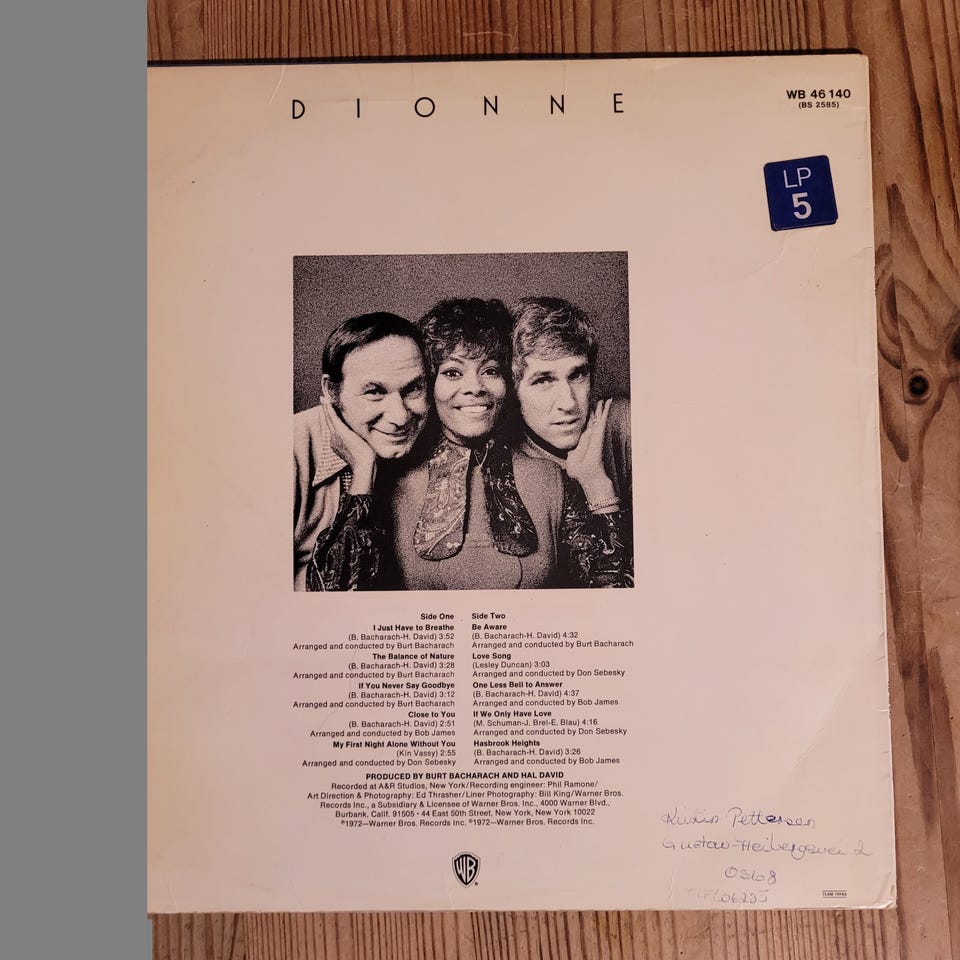 DIONNE
WB 46 140
(BS 2585)
LP
5
Side One
I Just Have to Breathe
(B. Bacharach-H. David) 3:52
Arranged and conducted by Burt Bacharach
The Balance of Nature
(B. Bacharach-H. David) 3:28
Arranged and conducted by Burt Bacharach
If You Never Say Goodbye
(B. Bacharach-H. David) 3:12
Arranged and conducted by Burt Bacharach
Close to You
(B. Bacharach-H. David) 2:51
Arranged and conducted by Bob James
My First Night Alone Without You
(Kin Vassy) 2:55
Arranged and conducted by Don Sebesky
Side Two
Be Aware
(B. Bacharach-H. David) 4:32
Arranged and conducted by Burt Bacharach
Love Song
(Lesley Duncan) 3:03
Arranged and conducted by Don Sebesky
One Less Bell to Answer
(B. Bacharach-H. David) 4:37
Arranged and conducted by Bob James
If We Only Have Love
(M. Schuman-J. Brel-E. Blau) 4:16
Arranged and conducted by Don Sebesky
Hasbrook Heights
(B. Bacharach-H. David) 3:26
Arranged and conducted by Bob James
PRODUCED BY BURT BACHARACH AND HAL DAVID
Recorded at A&R Studios, New York/Recording engineer: Phil Ramone/
Art Direction & Photography: Ed Thrasher/Liner Photography: Bill King/Warner Bros.
Records Inc., a Subsidiary & Licensee of Warner Bros. Inc., 4000 Warner Blvd.,
Burbank, Calif. 91505 • 44 East 50th Street, New York, New York 10022
©1972—Warner Bros. Records Inc. ℗1972—Warner Bros. Records Inc.
WB
Pettersen
Gustav-Heibergsvei 2
0368